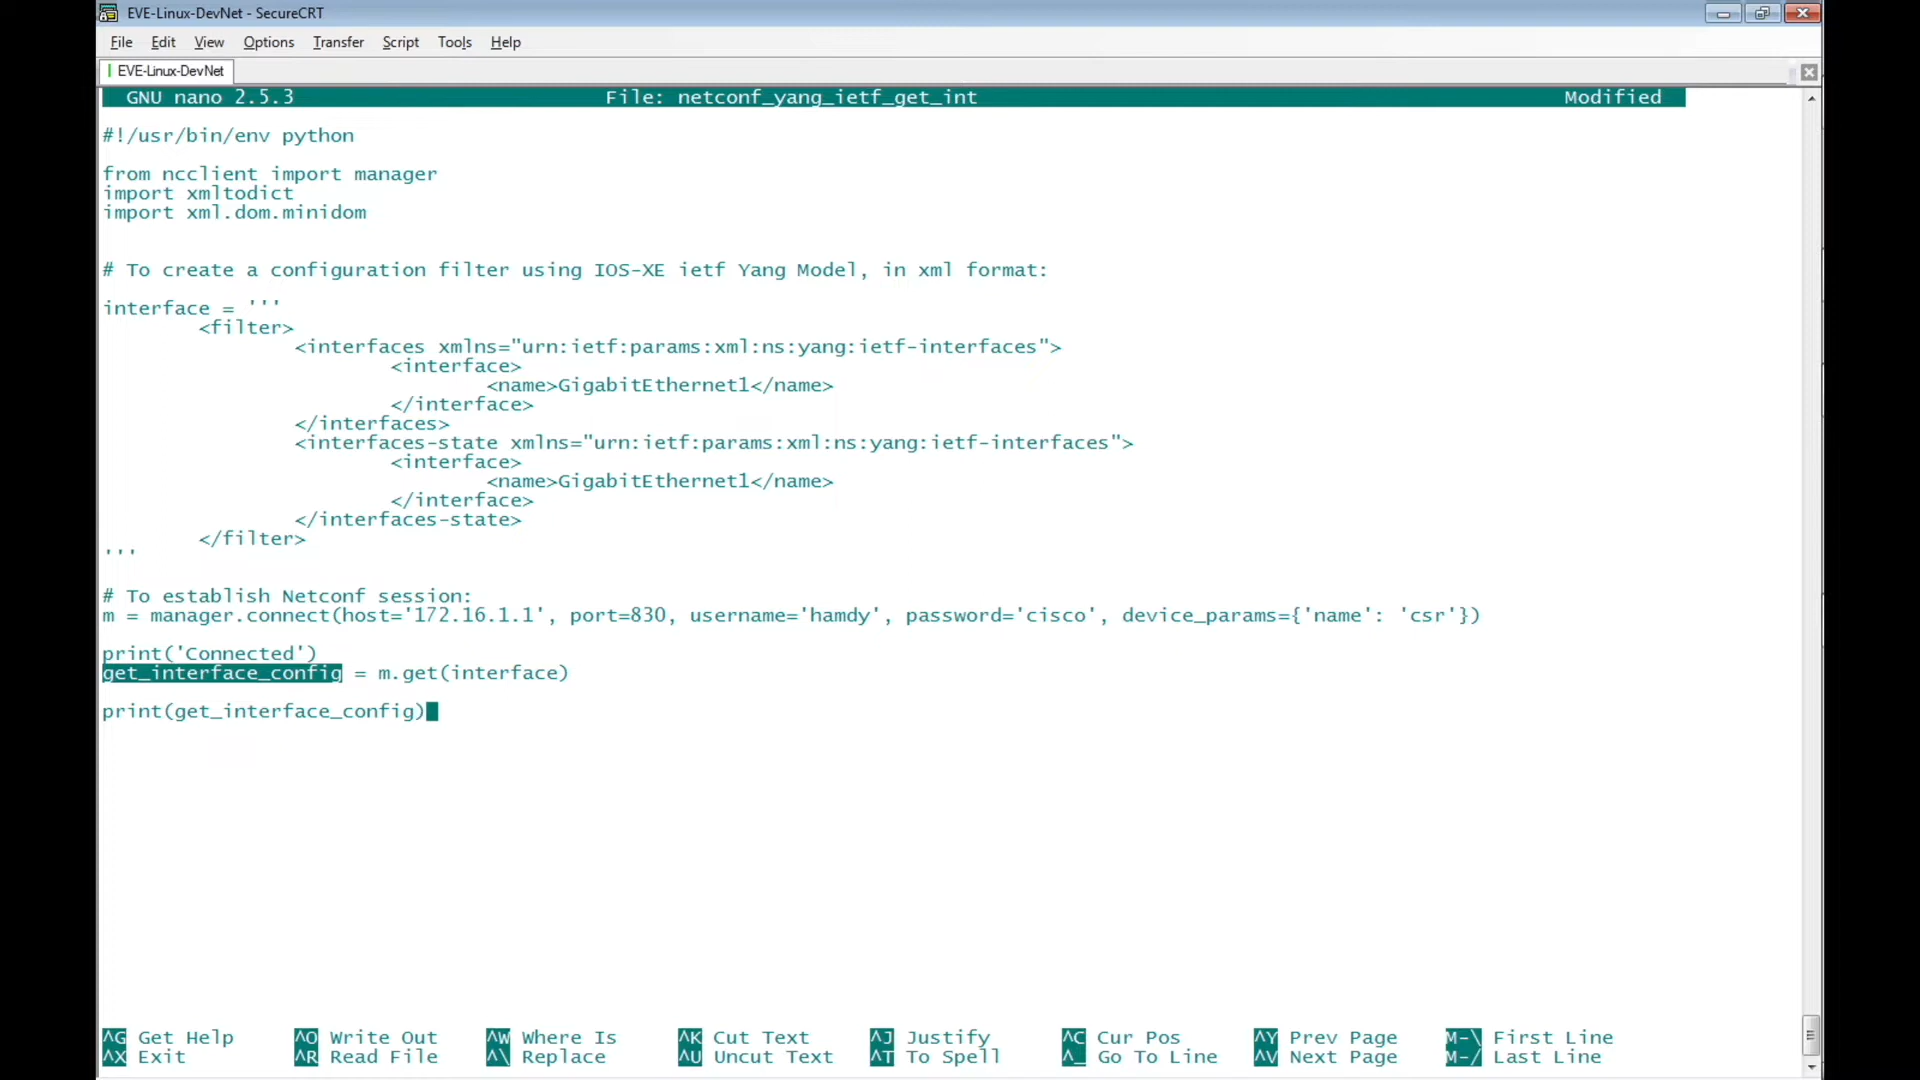 EVE-Linux-DevNet - SecureCRT
File Edit View Options Transfer Script Tools Help
EVE-Linux-DevNet
GNU nano 2.5.3 File: netconf_yang_ietf_get_int Modified
#!/usr/bin/env python
from ncclient import manager
import xmltodict
import xml.dom.minidom
# To create a configuration filter using IOS-XE ietf Yang Model, in xml format:
interface = '''
<filter>
<interfaces xmlns="urn:ietf:params:xml:ns:yang:ietf-interfaces">
<interface>
<name>GigabitEthernet1</name>
</interface>
</interfaces>
<interfaces-state xmlns="urn:ietf:params:xml:ns:yang:ietf-interfaces">
<interface>
<name>GigabitEthernet1</name>
</interface>
</interfaces-state>
</filter>
'''
# To establish Netconf session:
m = manager.connect(host='172.16.1.1', port=830, username='hamdy', password='cisco', device_params={'name': 'csr'})
print('Connected')
get_interface_config = m.get(interface)
print(get_interface_config)
^G Get Help ^O Write Out ^W Where Is ^K Cut Text ^J Justify ^C Cur Pos ^Y Prev Page M-\ First Line
^X Exit ^R Read File ^\ Replace ^U Uncut Text ^T To Spell ^_ Go To Line ^V Next Page M-/ Last Line